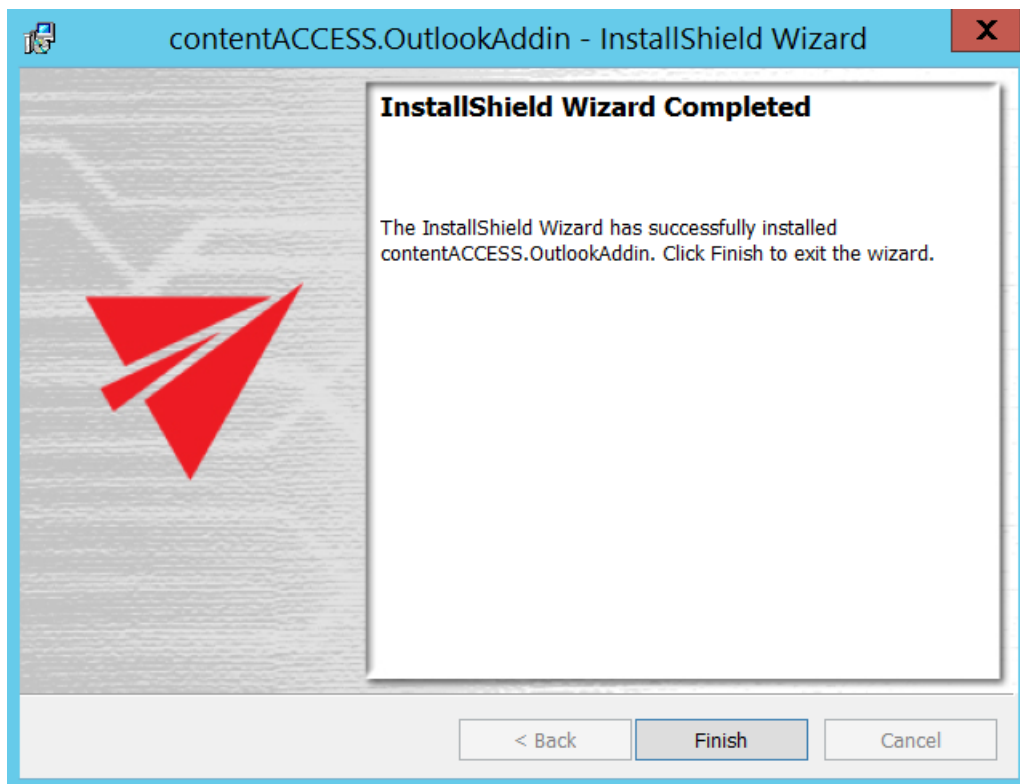 contentACCESS.OutlookAddin - InstallShield Wizard
X
InstallShield Wizard Completed
The InstallShield Wizard has successfully installed
contentACCESS.OutlookAddin. Click Finish to exit the wizard.
< Back
Finish
Cancel